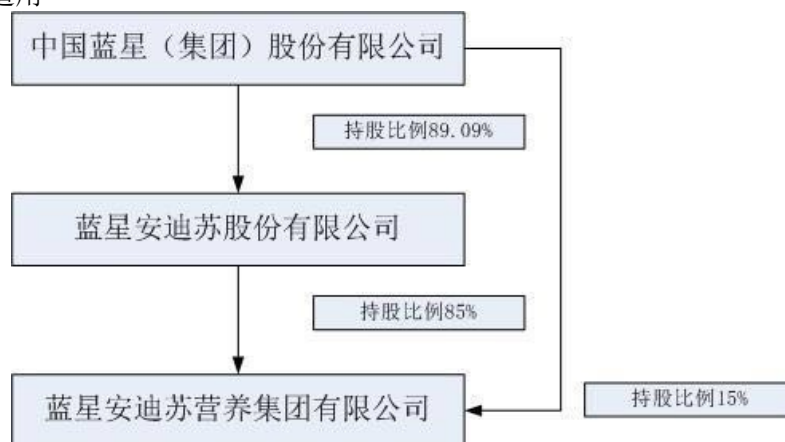 适用
中国蓝星（集团）股份有限公司
持股比例89.09%
蓝星安迪苏股份有限公司
持股比例85%
蓝星安迪苏营养集团有限公司
持股比例15%